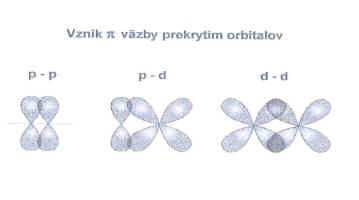 Vznik π väzby prekrytím orbitalov
p - p p - d d - d